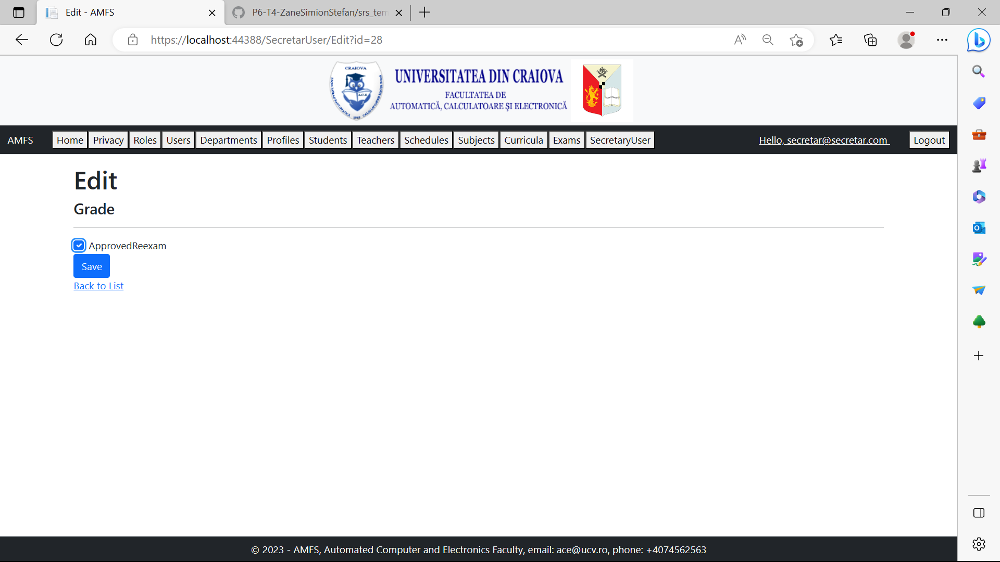 Edit - AMFS
P6-T4-ZaneSimionStefan/srs_tem
https://localhost:44388/SecretarUser/Edit?id=28
CRAIOVA
A.C.E
UNIVERSITATEA DIN CRAIOVA
FACULTATEA DE
AUTOMATICĂ, CALCULATOARE ȘI ELECTRONICĂ
AMFS
Home
Privacy
Roles
Users
Departments
Profiles
Students
Teachers
Schedules
Subjects
Curricula
Exams
SecretaryUser
Hello, secretar@secretar.com
Logout
Edit
Grade
ApprovedReexam
Save
Back to List
© 2023 - AMFS, Automated Computer and Electronics Faculty, email: ace@ucv.ro, phone: +4074562563